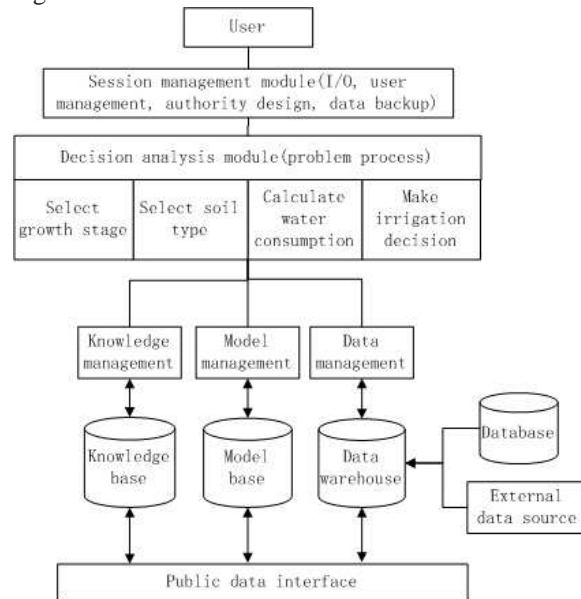 User
Session management module(I/O, user
management, authority design, data backup)
Decision analysis module(problem process)
Select
growth stage
Select soil
type
Calculate
water
consumption
Make
irrigation
decision
Knowledge
management
Model
management
Data
management
Knowledge
base
Model
base
Data
warehouse
Database
External
data source
Public data interface